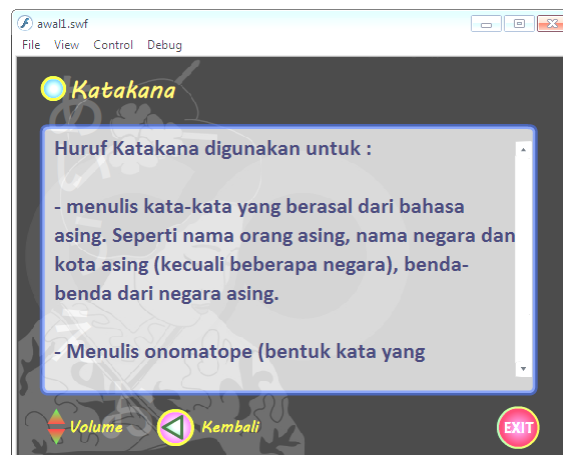 awal1.swf
File View Control Debug
Katakana
Huruf Katakana digunakan untuk :
- menulis kata-kata yang berasal dari bahasa
asing. Seperti nama orang asing, nama negara dan
kota asing (kecuali beberapa negara), benda-
benda dari negara asing.
- Menulis onomatope (bentuk kata yang
Volume Kembali EXIT